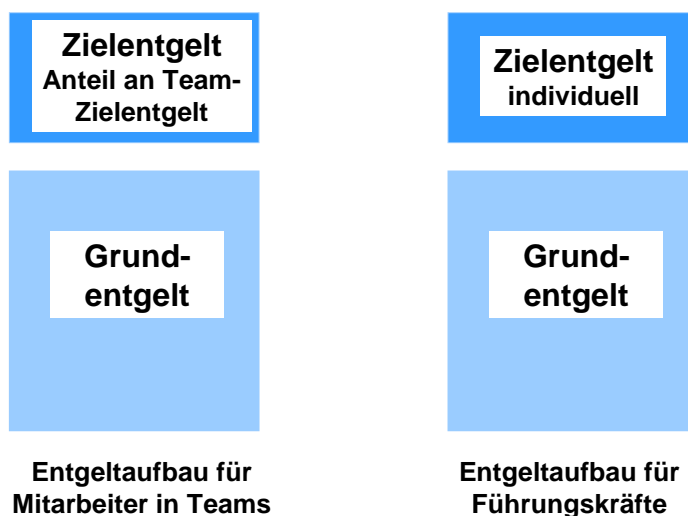 Zielentgelt
Anteil an Team-
Zielentgelt
Grund-
entgelt
Entgeltaufbau für
Mitarbeiter in Teams
Zielentgelt
individuell
Grund-
entgelt
Entgeltaufbau für
Führungskräfte